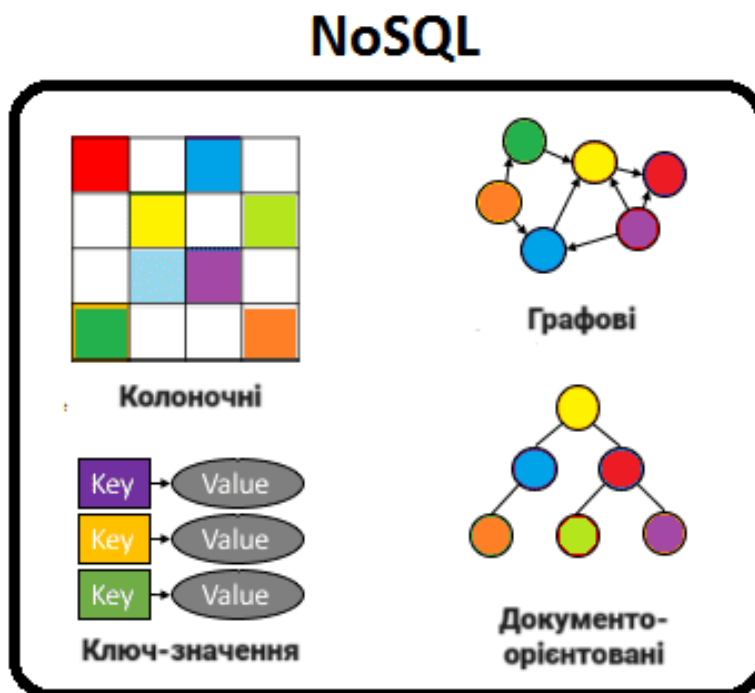 NoSQL
Колоночні
Графові
Key Value
Key Value
Key Value
Ключ-значення
Документо-
орієнтовані